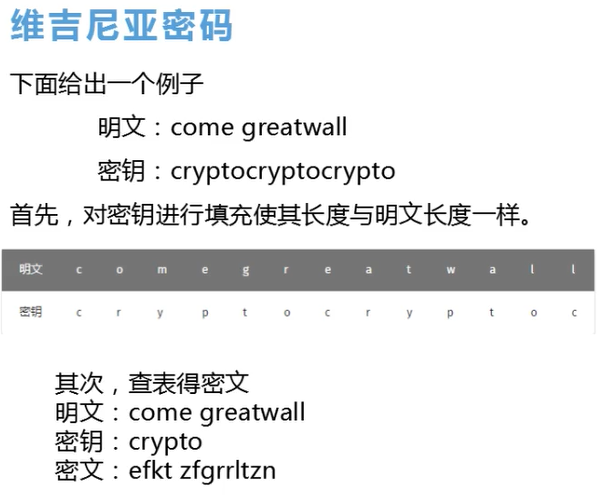 维吉尼亚密码
下面给出一个例子
明文：come greatwall
密钥：cryptocryptocrypto
首先，对密钥进行填充使其长度与明文长度一样。
明文 c o m e g r e a t w a l l
密钥 c r y p t o c r y p t o c
其次，查表得密文
明文：come greatwall
密钥：crypto
密文：efkt zfgrrltzn